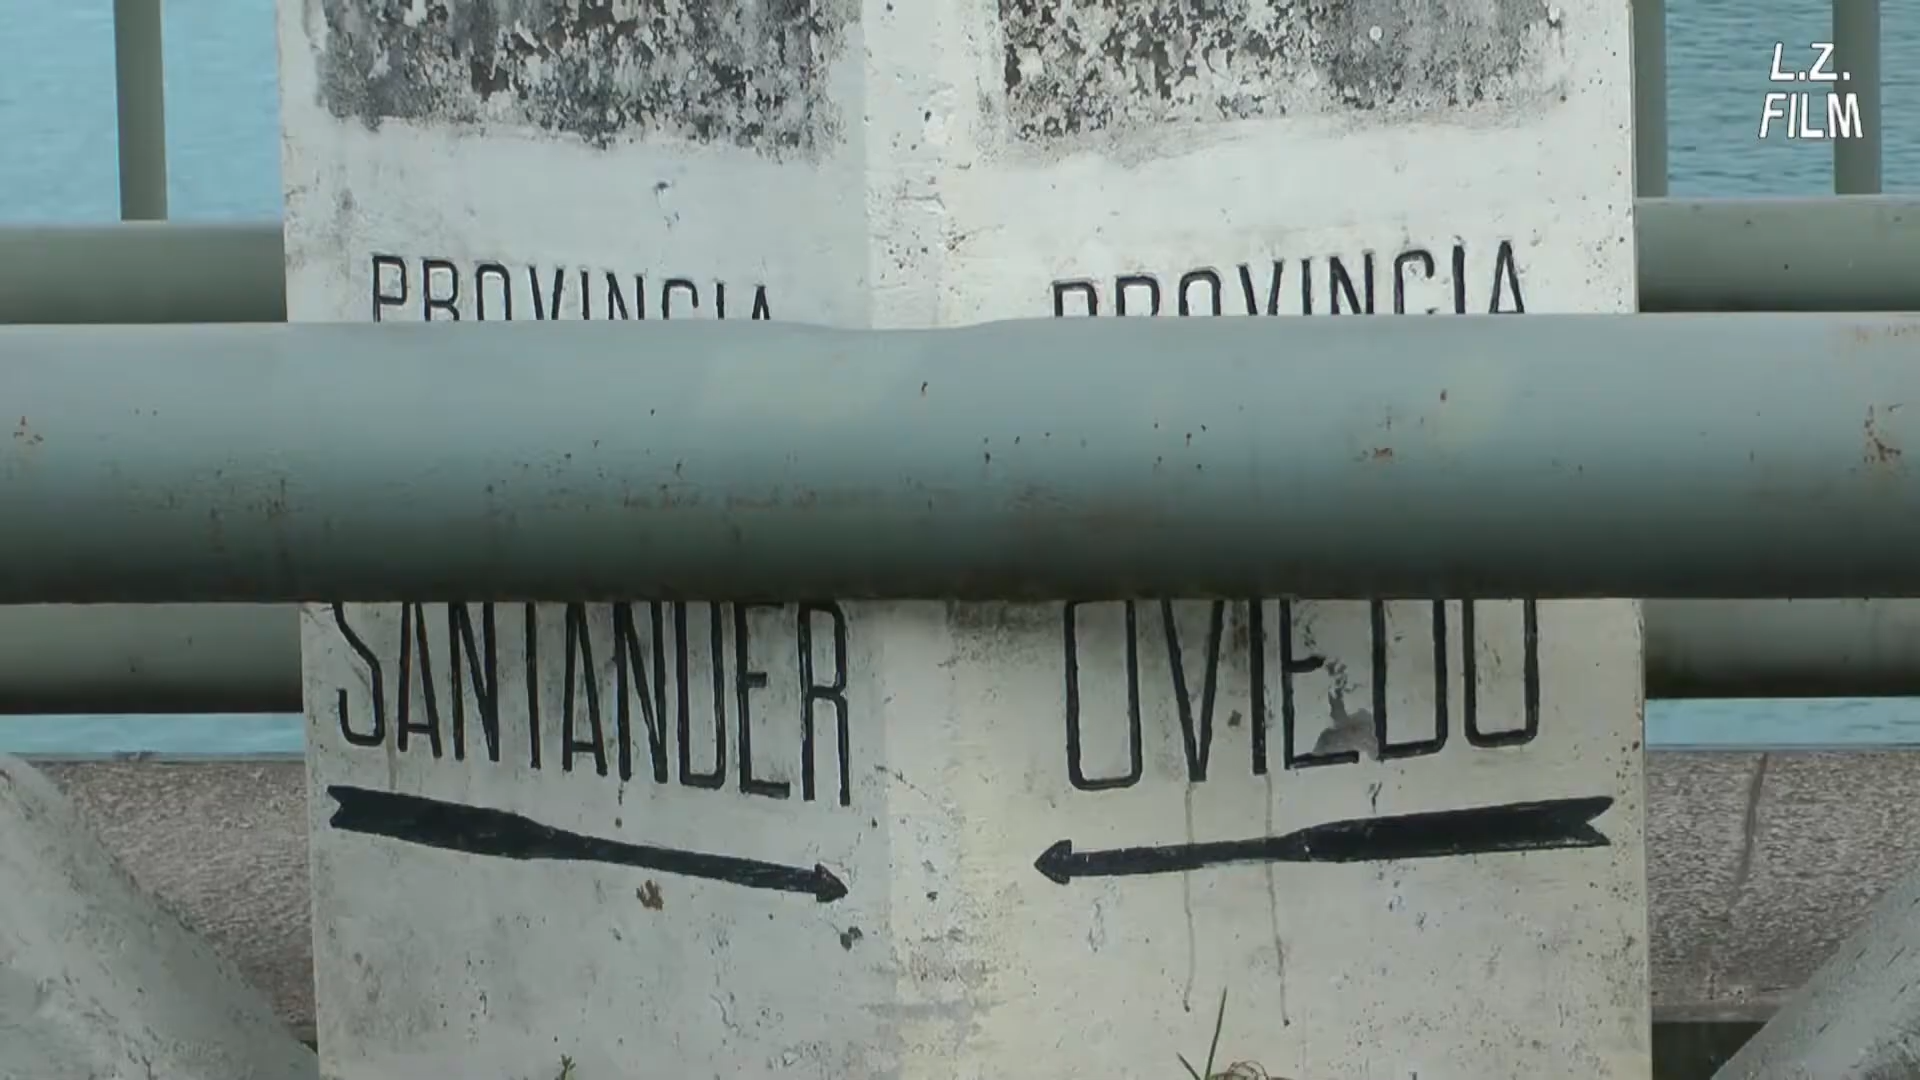 L.Z.
FILM
PROVINCIA
SANTANDER
PROVINCIA
OVIEDO